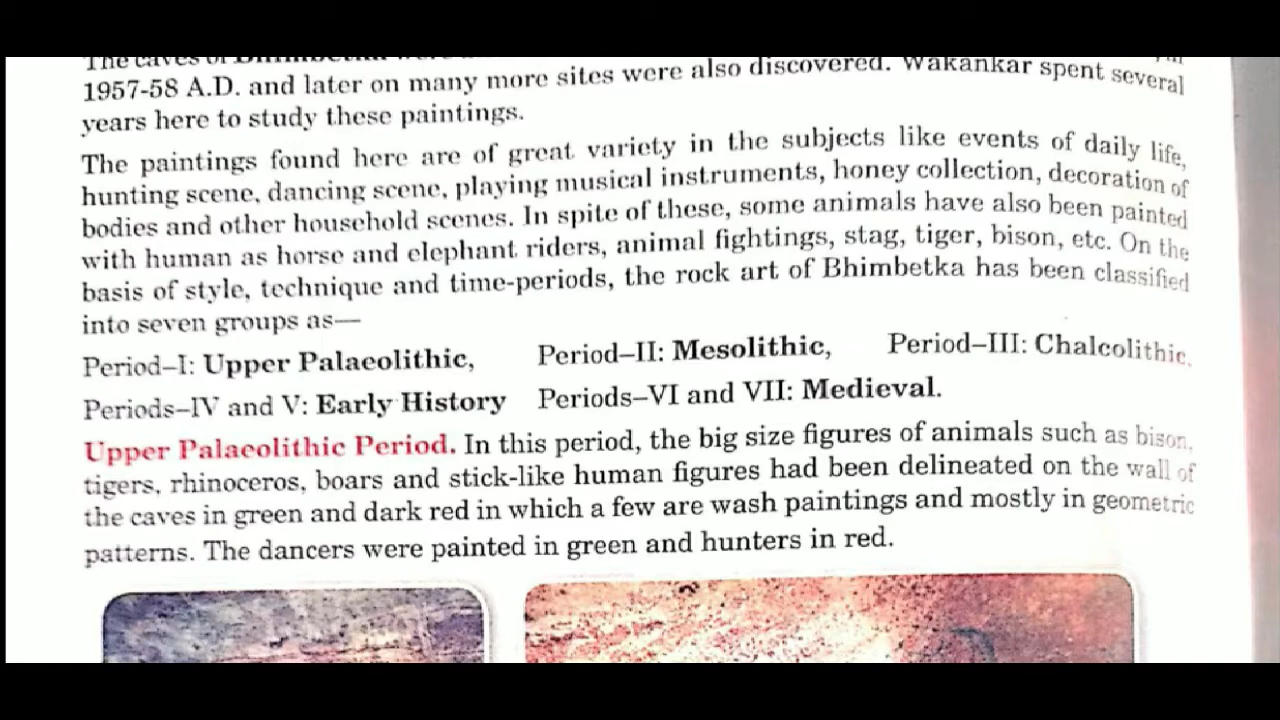 The caves of Bhimbetka were
1957-58 A.D. and later on many more sites were also discovered. Wakankar spent several
years here to study these paintings.
The paintings found here are of great variety in the subjects like events of daily life,
hunting scene, dancing scene, playing musical instruments, honey collection, decoration of
bodies and other household scenes. In spite of these, some animals have also been painted
with human as horse and elephant riders, animal fightings, stag, tiger, bison, etc. On the
basis of style, technique and time-periods, the rock art of Bhimbetka has been classified
into seven groups as—
Period–I: Upper Palaeolithic, Period–II: Mesolithic, Period–III: Chalcolithic.
Periods–IV and V: Early History Periods–VI and VII: Medieval.
Upper Palaeolithic Period. In this period, the big size figures of animals such as bison,
tigers, rhinoceros, boars and stick-like human figures had been delineated on the wall of
the caves in green and dark red in which a few are wash paintings and mostly in geometric
patterns. The dancers were painted in green and hunters in red.